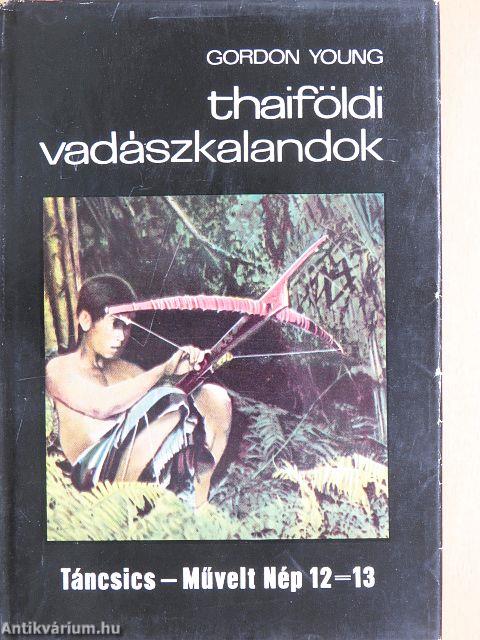 GORDON YOUNG
thaiföldi
vadászkalandok
Táncsics – Művelt Nép 12=13
Antikvárium.hu